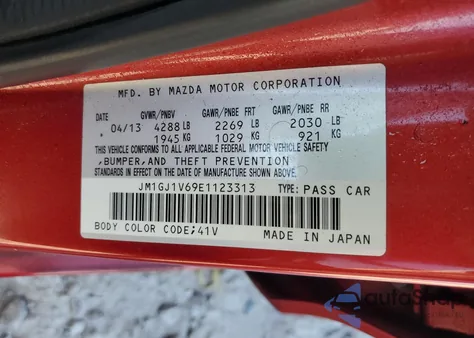 MFD. BY MAZDA MOTOR CORPORATION
DATE GVWR/PNBV GAWR/PNBE FRT GAWR/PNBE RR
04/13 4288 LB 2269 LB 2030 LB
* 1945 KG 1029 KG 921 KG
THIS VEHICLE CONFORMS TO ALL APPLICABLE FEDERAL MOTOR VEHICLE SAFETY
,BUMPER,AND THEFT PREVENTION
STANDARDS IN EFFECT ON THE DATE OF MANUFACTURE SHOWN ABOVE.
JM1GJ1V69E1123313 TYPE: PASS CAR
BODY COLOR CODE;41V MADE IN JAPAN
autoShop